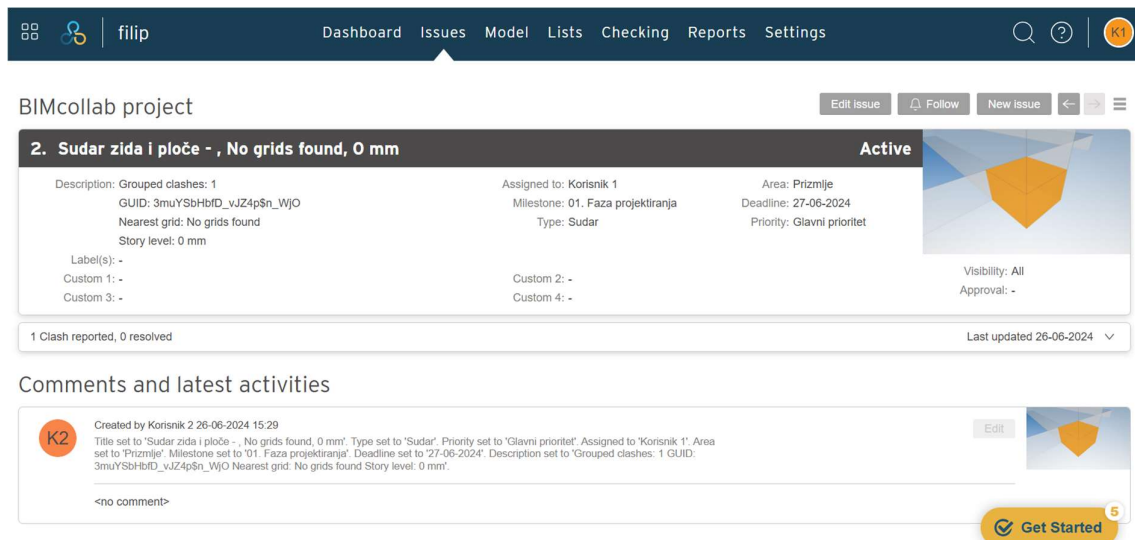 filip Dashboard Issues Model Lists Checking Reports Settings K1
BIMcollab project Edit issue Follow New issue
2. Sudar zida i ploče - , No grids found, 0 mm Active
Description: Grouped clashes: 1 Assigned to: Korisnik 1 Area: Prizmlje
GUID: 3muYSbHbfD_vJZ4p$n_WjO Milestone: 01. Faza projektiranja Deadline: 27-06-2024
Nearest grid: No grids found Type: Sudar Priority: Glavni prioritet
Story level: 0 mm
Label(s): -
Custom 1: - Custom 2: - Visibility: All
Custom 3: - Custom 4: - Approval: -
1 Clash reported, 0 resolved Last updated 26-06-2024
Comments and latest activities
K2 Created by Korisnik 2 26-06-2024 15:29 Edit
Title set to 'Sudar zida i ploče - , No grids found, 0 mm'. Type set to 'Sudar'. Priority set to 'Glavni prioritet'. Assigned to 'Korisnik 1'. Area
set to 'Prizmlje'. Milestone set to '01. Faza projektiranja'. Deadline set to '27-06-2024'. Description set to 'Grouped clashes: 1 GUID:
3muYSbHbfD_vJZ4p$n_WjO Nearest grid: No grids found Story level: 0 mm'.
<no comment>
5
Get Started